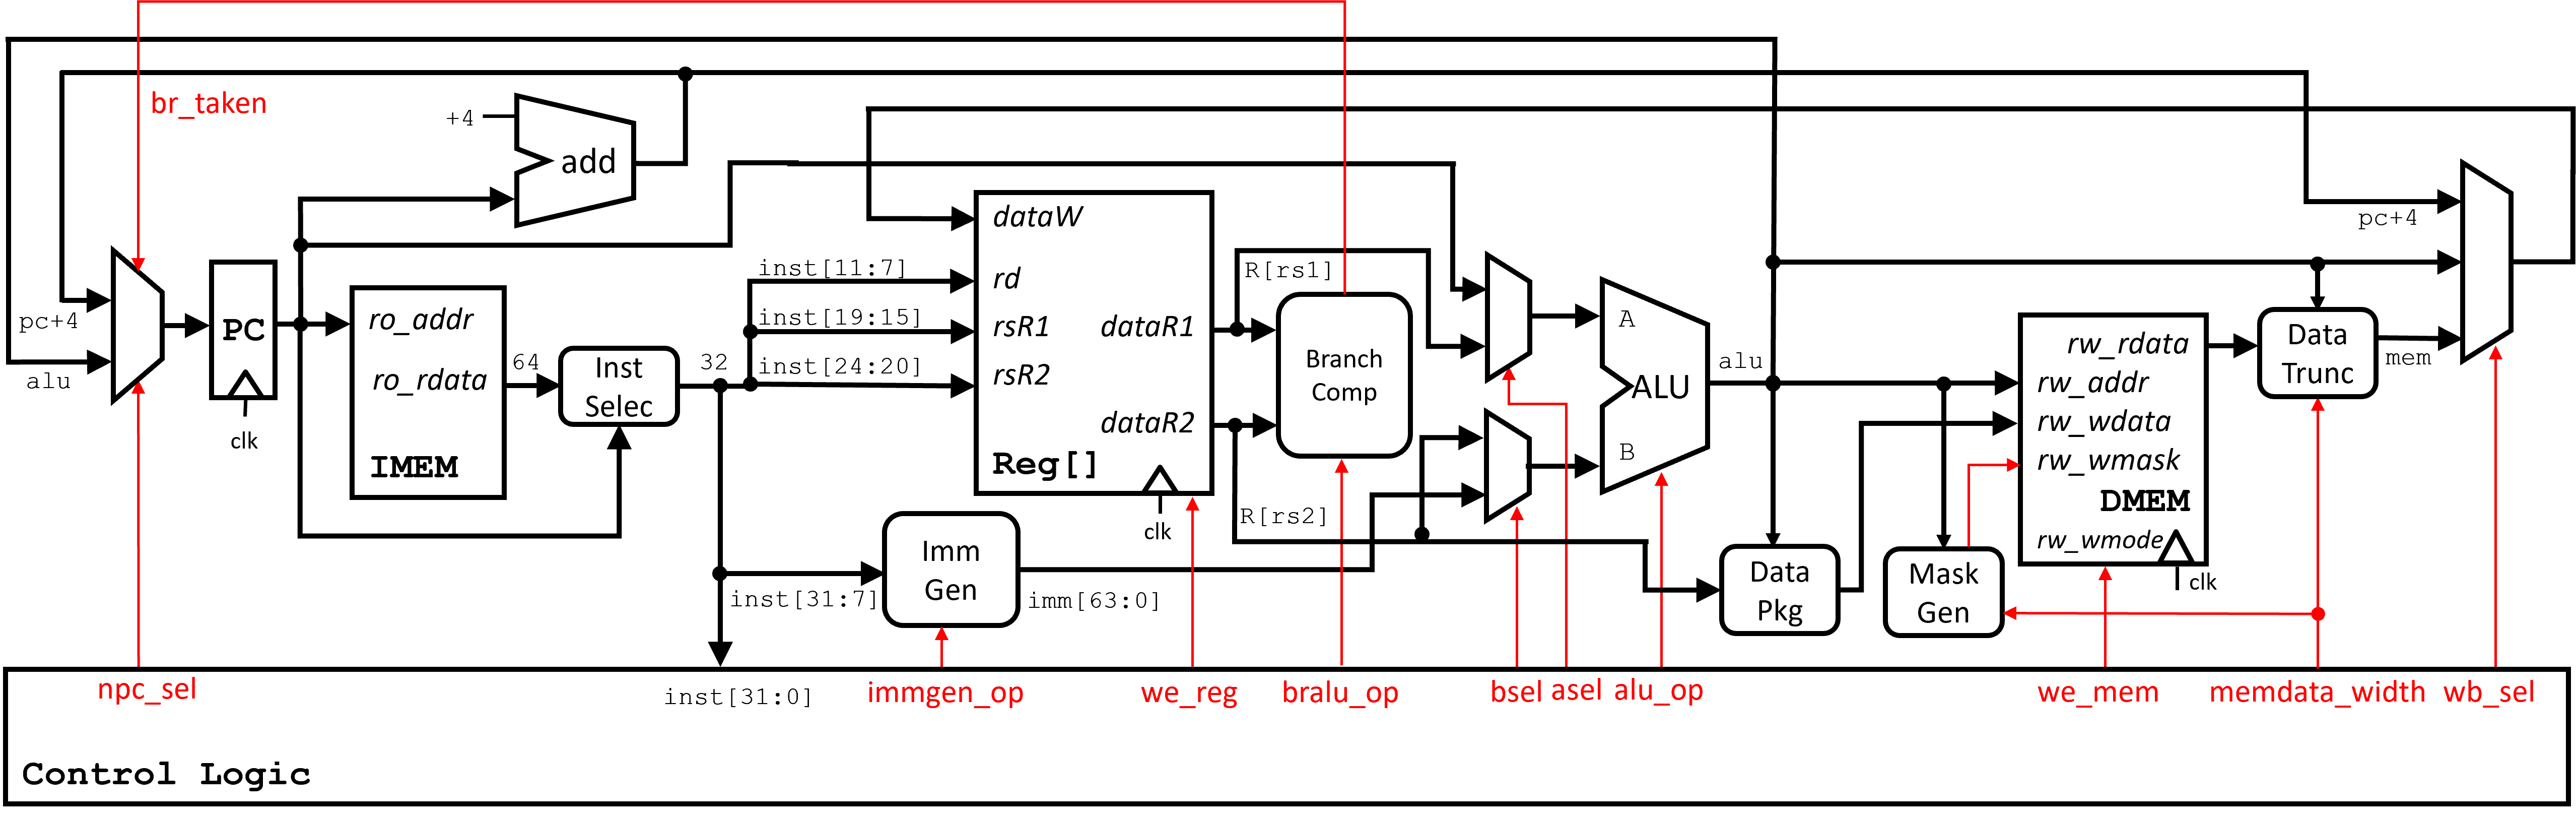 br_taken
+4
add
pc+4
alu
PC
clk
ro_addr
ro_rdata
IMEM
64
Inst
Selec
32
inst[11:7]
inst[19:15]
inst[24:20]
dataW
rd
rsR1
rsR2
dataR1
dataR2
Reg[]
clk
R[rs1]
R[rs2]
Branch
Comp
inst[31:7]
Imm
Gen
imm[63:0]
A
B
ALU
alu
Data
Pkg
Mask
Gen
rw_rdata
rw_addr
rw_wdata
rw_wmask
DMEM
rw_wmode
clk
Data
Trunc
pc+4
mem
npc_sel
inst[31:0]
immgen_op
we_reg
bralu_op
bsel
asel
alu_op
we_mem
memdata_width
wb_sel
Control Logic